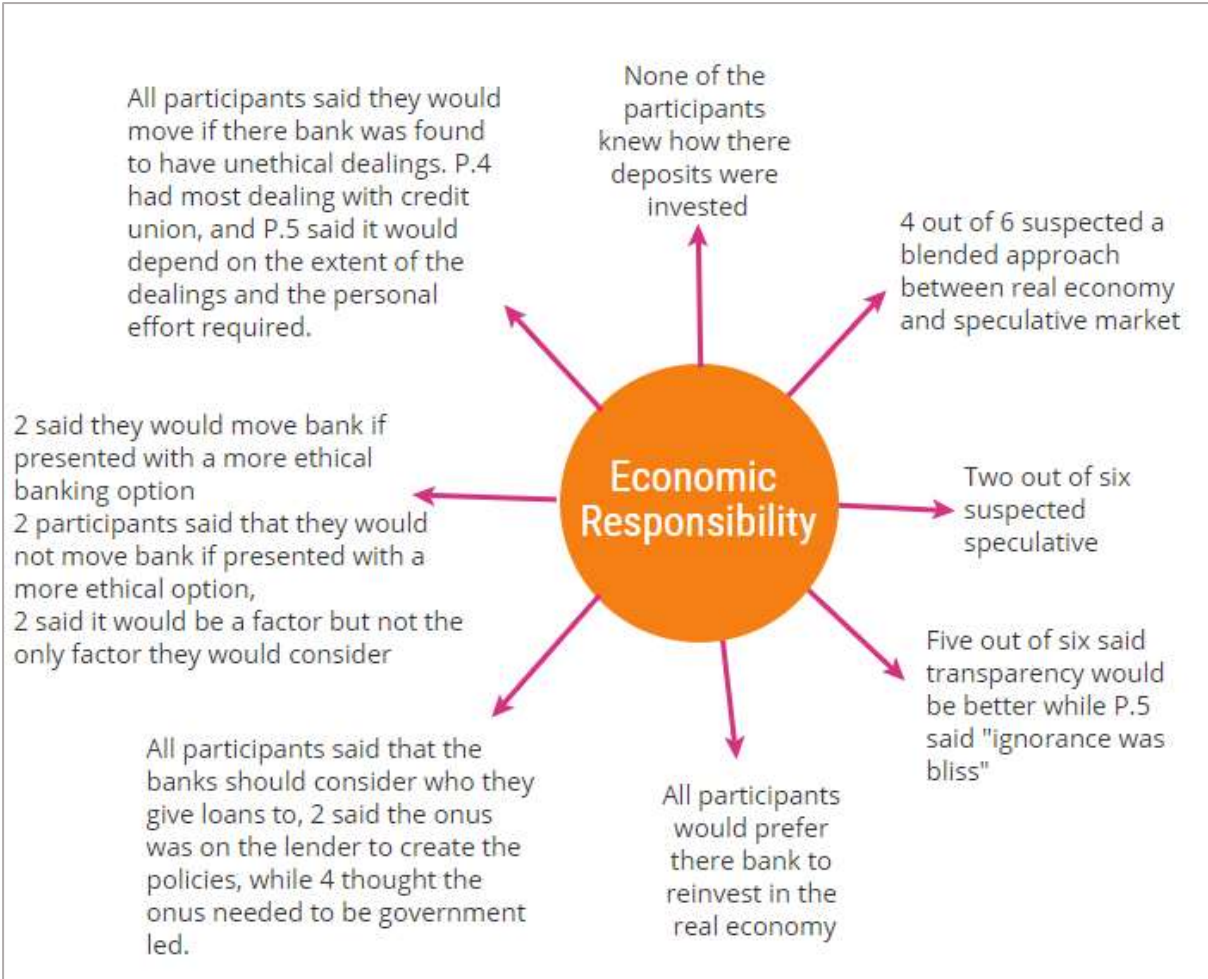 None of the
participants
knew how there
deposits were
invested
4 out of 6 suspected a
blended approach
between real economy
and speculative market
Two out of six
suspected
speculative
Five out of six said
transparency would
be better while P.5
said "ignorance was
bliss"
All participants
would prefer
there bank to
reinvest in the
real economy
All participants said that the
banks should consider who they
give loans to, 2 said the onus
was on the lender to create the
policies, while 4 thought the
onus needed to be government
led.
2 said they would move bank if
presented with a more ethical
banking option
2 participants said that they would
not move bank if presented with a
more ethical option,
2 said it would be a factor but not the
only factor they would consider
All participants said they would
move if there bank was found
to have unethical dealings. P.4
had most dealing with credit
union, and P.5 said it would
depend on the extent of the
dealings and the personal
effort required.
Economic
Responsibility